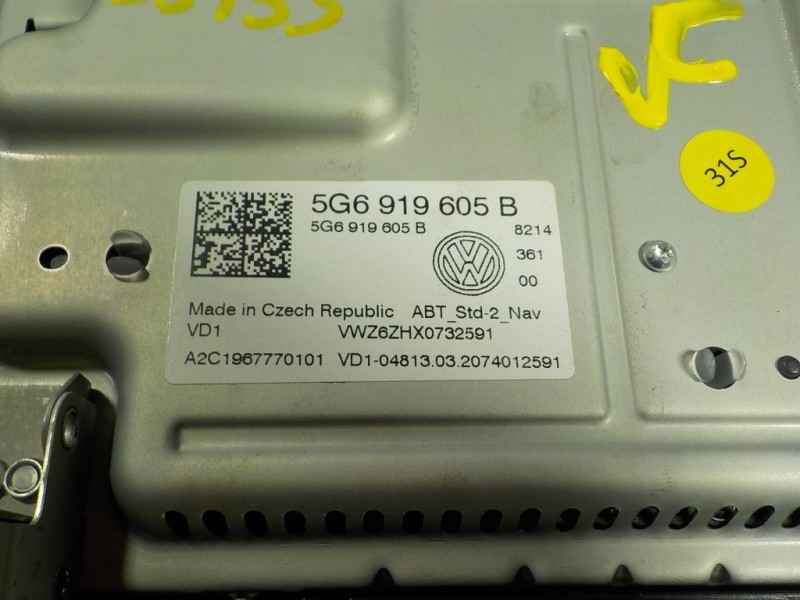 VF
31S
5G6 919 605 B
5G6 919 605 B
8214
361
00
Made in Czech Republic ABT_Std-2_Nav
VD1 VWZ6ZHX0732591
A2C1967770101 VD1-04813.03.2074012591